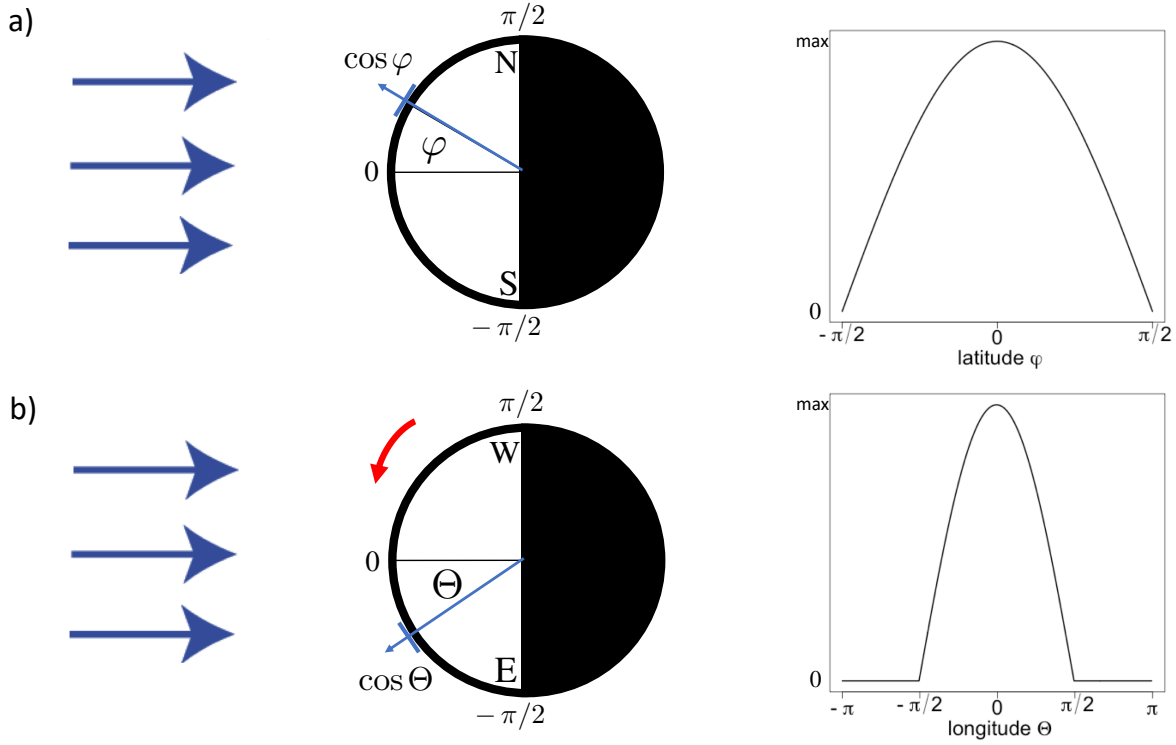 a)
π/2
cos φ
N
φ
0
S
- π/2
max
0
- π/2
0
π/2
latitude φ
b)
π/2
W
0
Θ
E
cos Θ
- π/2
max
0
- π
- π/2
0
π/2
π
longitude Θ